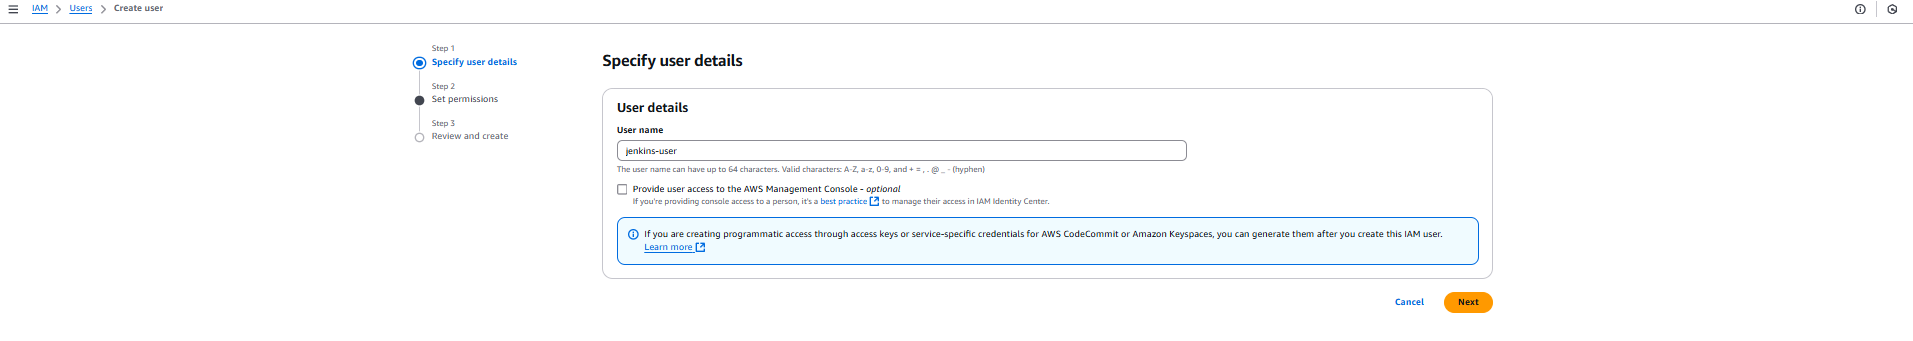 IAM > Users > Create user
Step 1
Specify user details
Step 2
Set permissions
Step 3
Review and create
Specify user details
User details
User name
jenkins-user
The user name can have up to 64 characters. Valid characters: A-Z, a-z, 0-9, and + = , . @ _ - (hyphen)
Provide user access to the AWS Management Console - optional
If you're providing console access to a person, it's a best practice to manage their access in IAM Identity Center.
If you are creating programmatic access through access keys or service-specific credentials for AWS CodeCommit or Amazon Keyspaces, you can generate them after you create this IAM user.
Learn more
Cancel Next